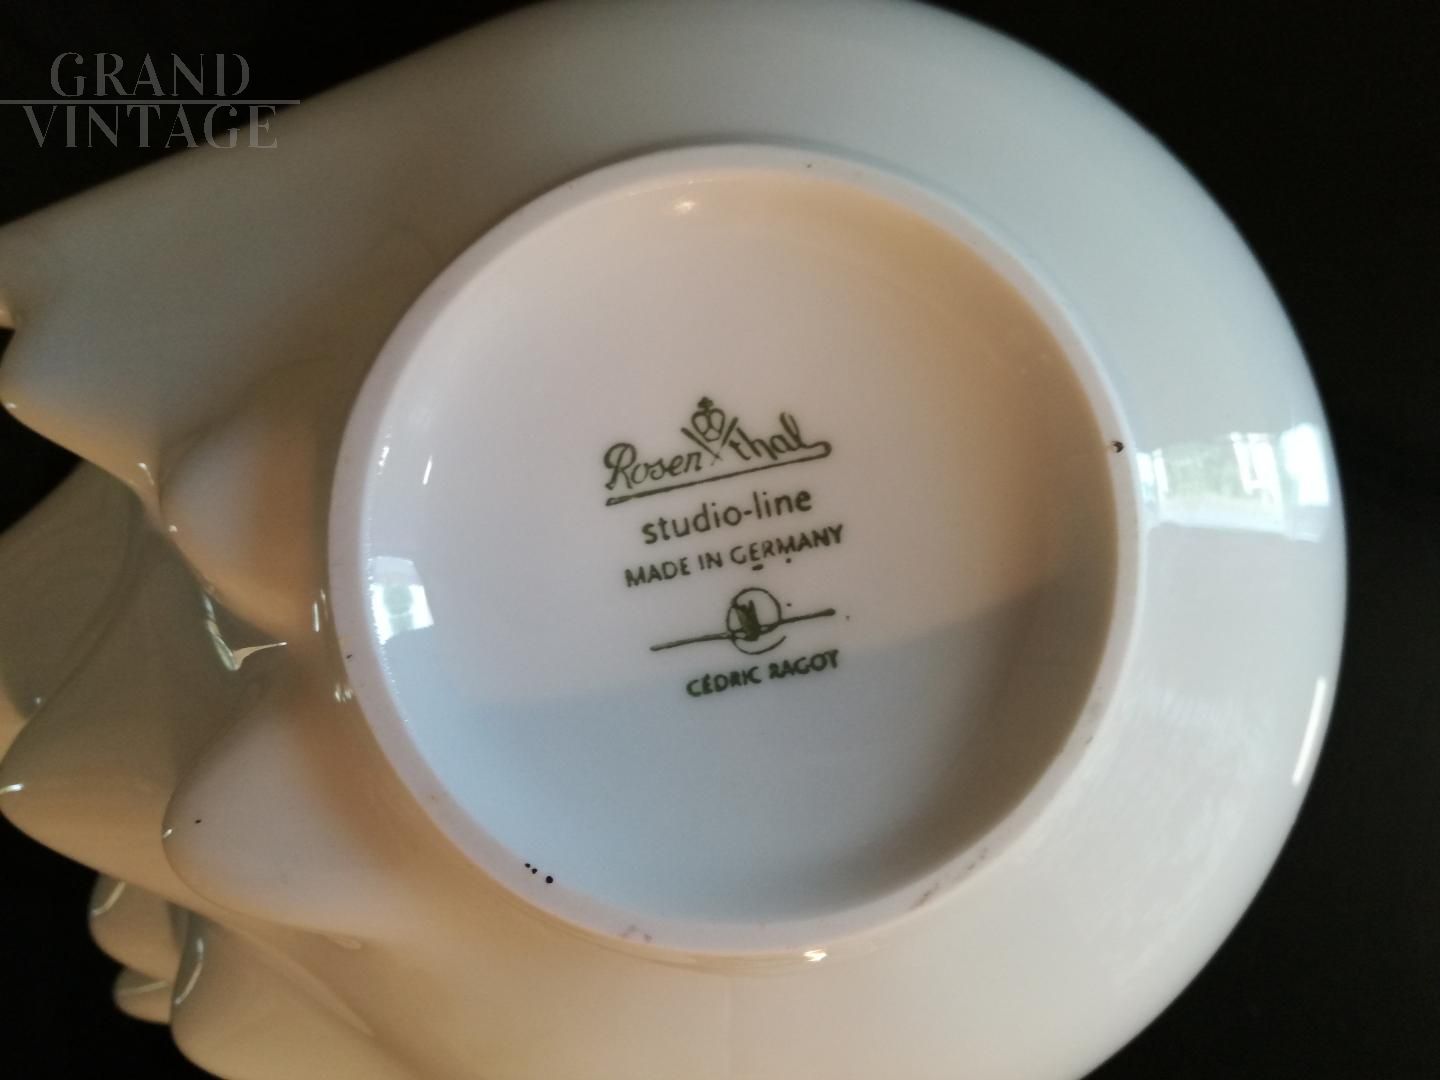 GRAND
VINTAGE
Rosenthal
studio-line
MADE IN GERMANY
CÉDRIC RAGOT